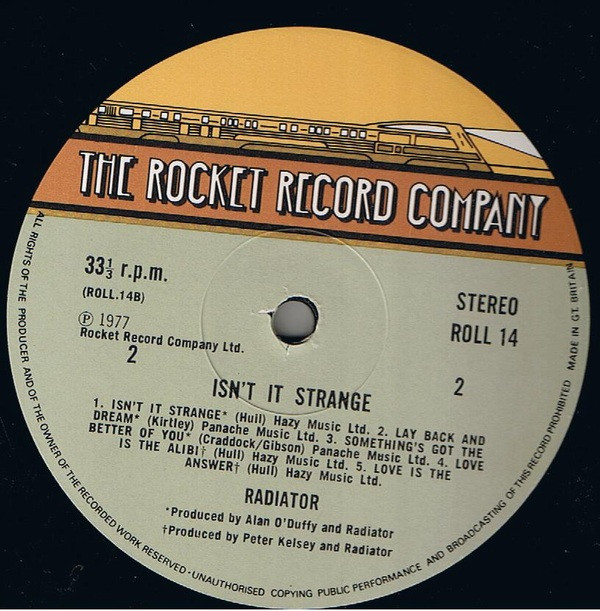 THE ROCKET RECORD COMPANY
33⅓ r.p.m.
(ROLL.14B)
Ⓟ 1977
Rocket Record Company Ltd.
2
STEREO
ROLL 14
2
ISN'T IT STRANGE
1. ISN'T IT STRANGE* (Hull) Hazy Music Ltd. 2. LAY BACK AND
DREAM* (Kirtley) Panache Music Ltd. 3. SOMETHING'S GOT THE
BETTER OF YOU* (Craddock/Gibson) Panache Music Ltd. 4. LOVE
IS THE ALIBI† (Hull) Hazy Music Ltd. 5. LOVE IS THE
ANSWER† (Hull) Hazy Music Ltd.
RADIATOR
*Produced by Alan O'Duffy and Radiator
†Produced by Peter Kelsey and Radiator
ALL RIGHTS OF THE PRODUCER AND OF THE OWNER OF THE RECORDED WORK RESERVED · UNAUTHORISED COPYING PUBLIC PERFORMANCE AND BROADCASTING OF THIS RECORD PROHIBITED MADE IN GT. BRITAIN